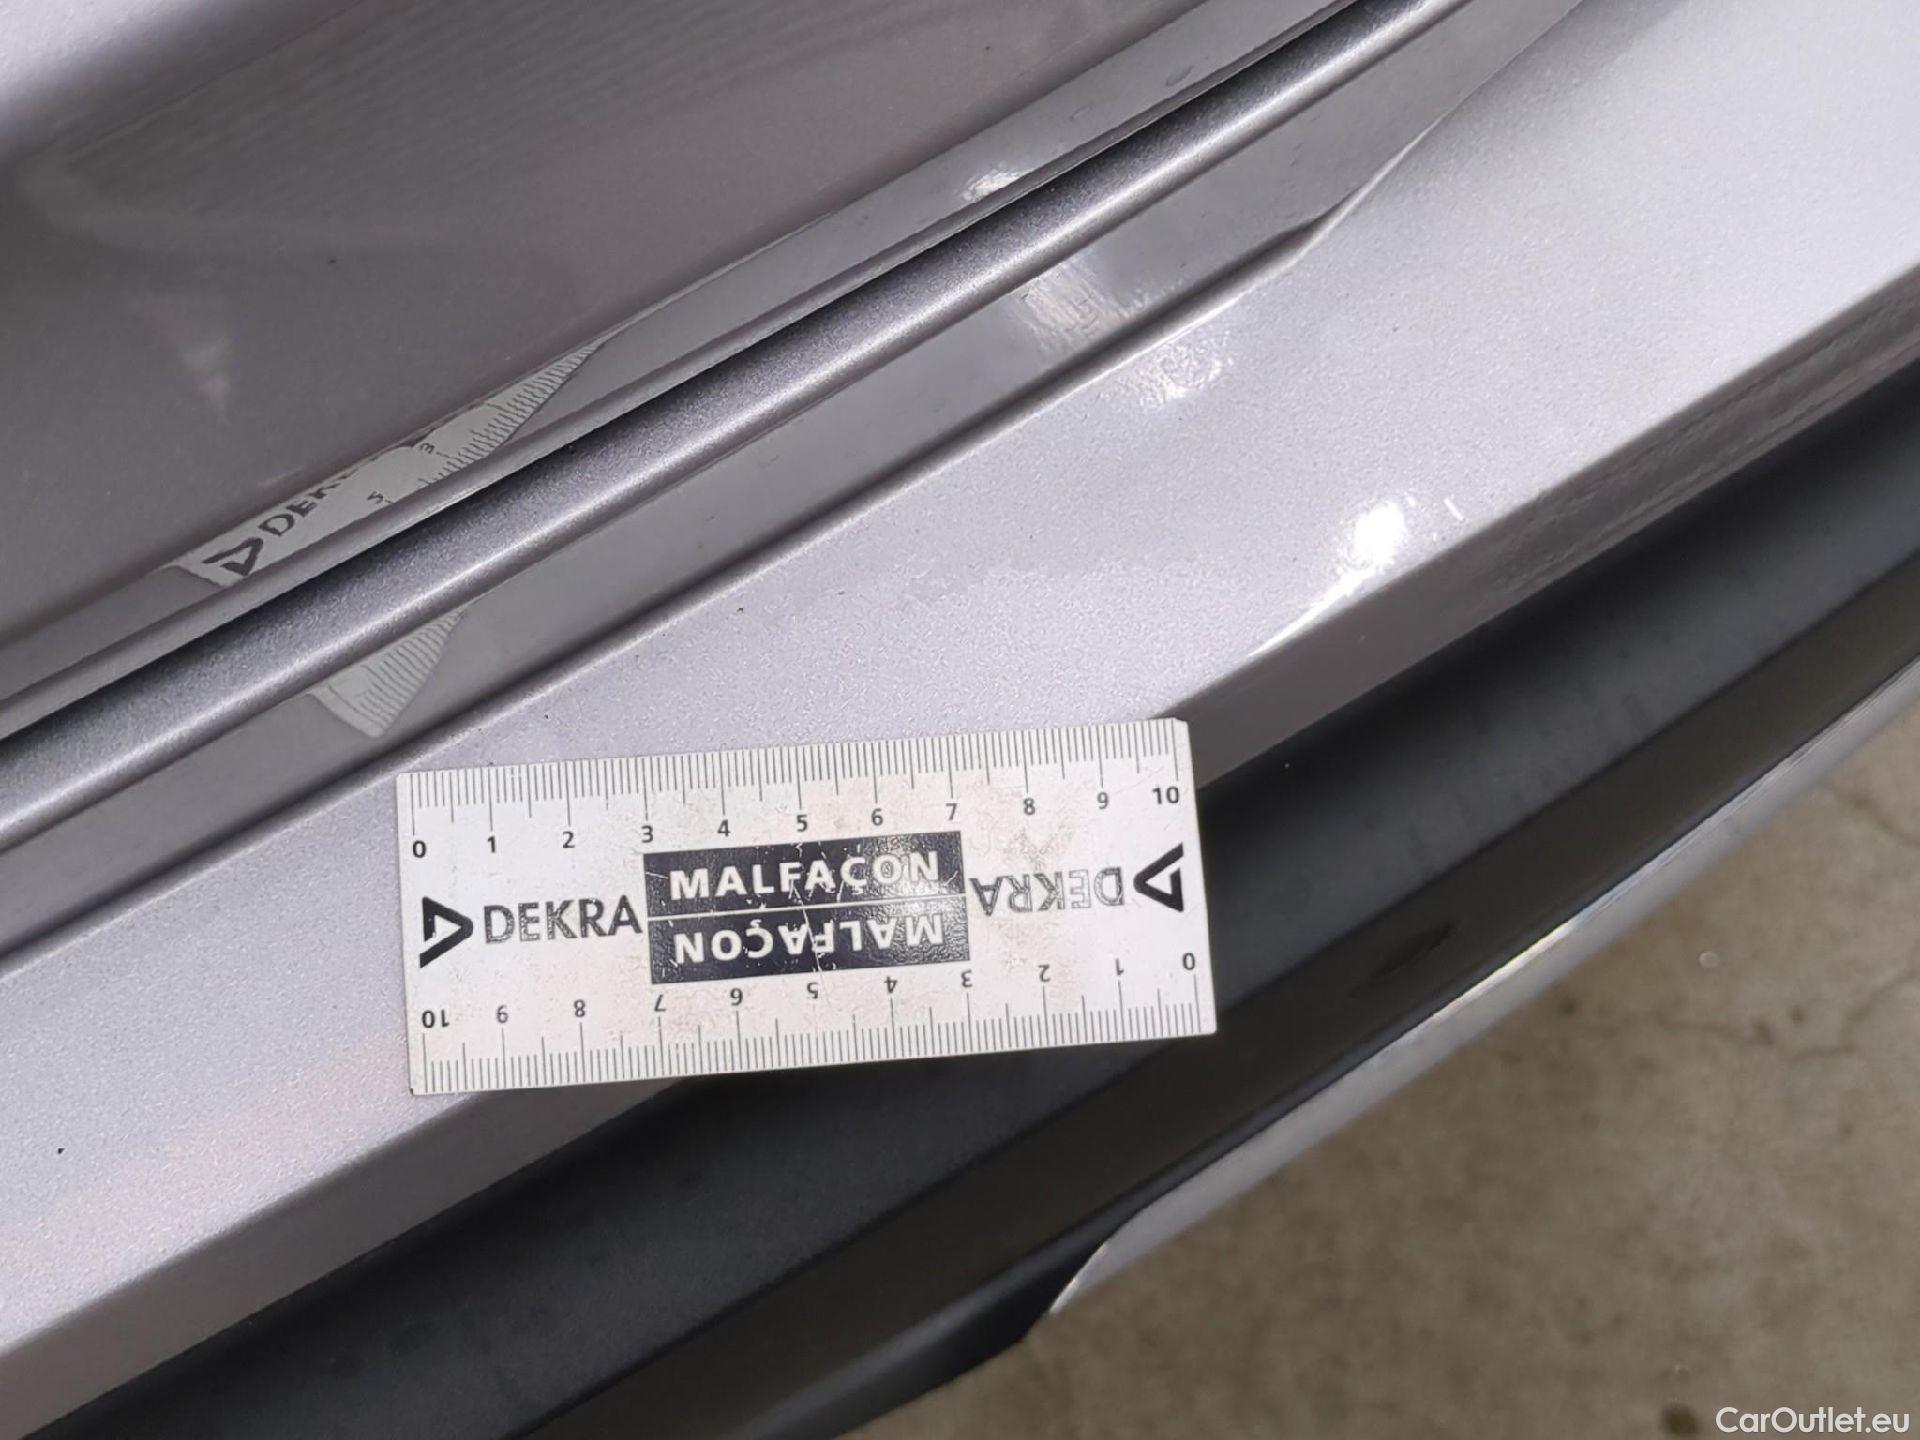 0 1 2 3 4 5 6 7 8 9 10
DEKRA MALFAÇON DEKRA
MALFAÇON
10 9 8 7 6 5 4 3 2 1 0
CarOutlet.eu